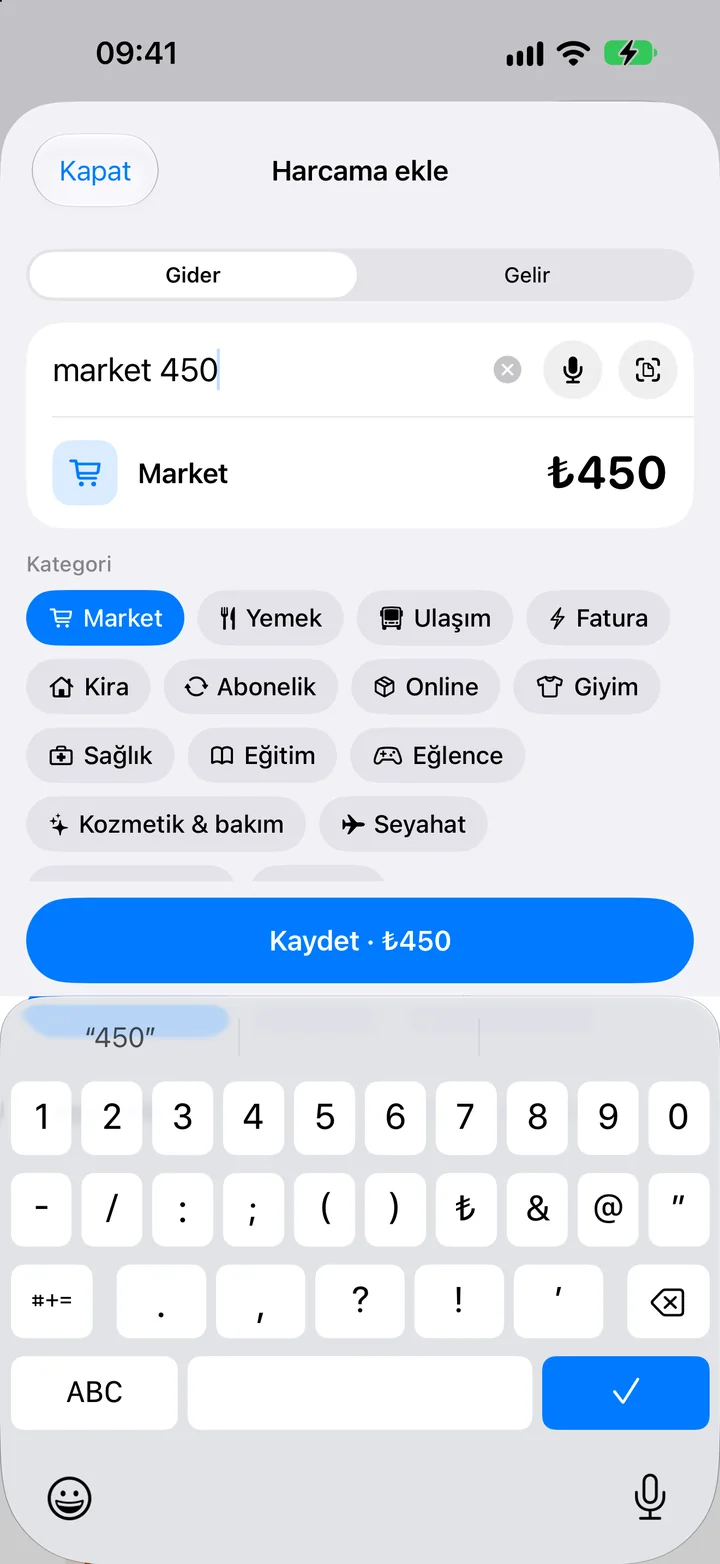 09:41
Kapat
Harcama ekle
Gider Gelir
market 450
Market ₺450
Kategori
Market Yemek Ulaşım Fatura
Kira Abonelik Online Giyim
Sağlık Eğitim Eğlence
Kozmetik & bakım Seyahat
Kaydet · ₺450
“450”
1 2 3 4 5 6 7 8 9 0
- / : ; ( ) ₺ & @ "
#+= . , ? ! '
ABC